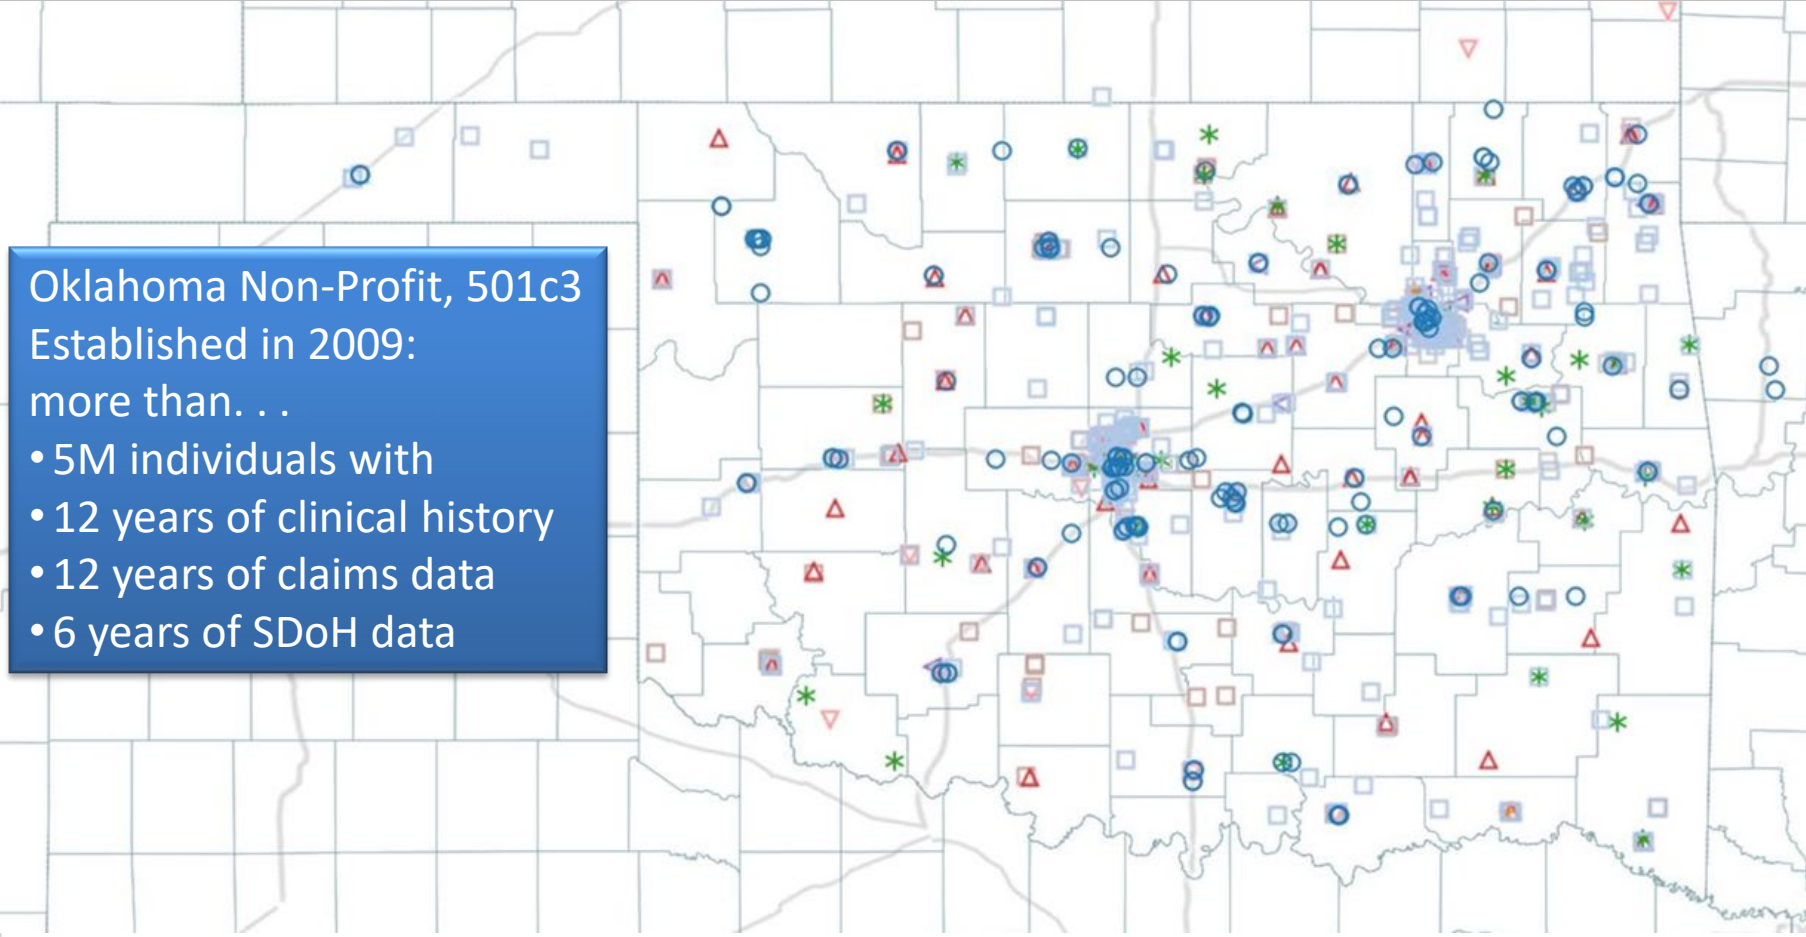 Oklahoma Non-Profit, 501c3
Established in 2009:
more than. . .
• 5M individuals with
• 12 years of clinical history
• 12 years of claims data
• 6 years of SDoH data